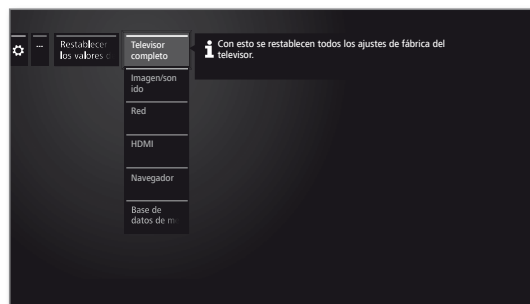 ...
Restablecer
los valores d
Televisor
completo
Con esto se restablecen todos los ajustes de fábrica del
televisor.
Imagen/son
ido
Red
HDMI
Navegador
Base de
datos de me